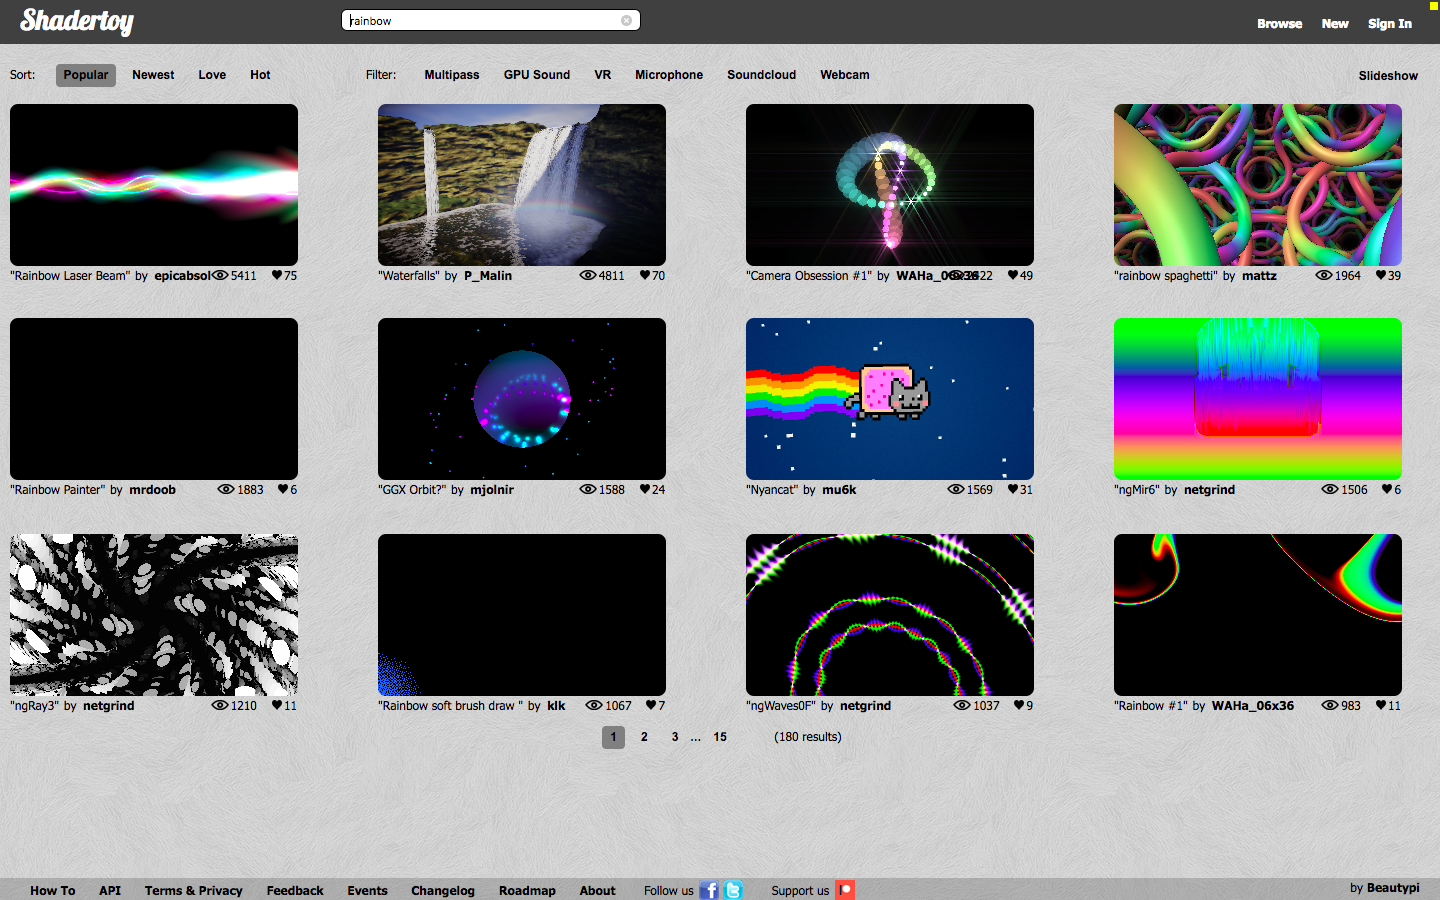 Shadertoy
rainbow
Browse New Sign In
Sort: Popular Newest Love Hot Filter: Multipass GPU Sound VR Microphone Soundcloud Webcam Slideshow
"Rainbow Laser Beam" by epicabsol 5411 75
"Waterfalls" by P_Malin 4811 70
"Camera Obsession #1" by 49
"rainbow spaghetti" by mattz 1964 39
"Rainbow Painter" by mrdoob 1883 6
"GGX Orbit?" by mjolnir 1588 24
"Nyancat" by mu6k 1569 31
"ngMir6" by netgrind 1506 6
"ngRay3" by netgrind 1210 11
"Rainbow soft brush draw " by klk 1067 7
"ngWaves0F" by netgrind 1037 9
"Rainbow #1" by WAHa_06x36 983 11
1 2 3 ... 15 (180 results)
How To API Terms & Privacy Feedback Events Changelog Roadmap About Follow us Support us by Beautypi